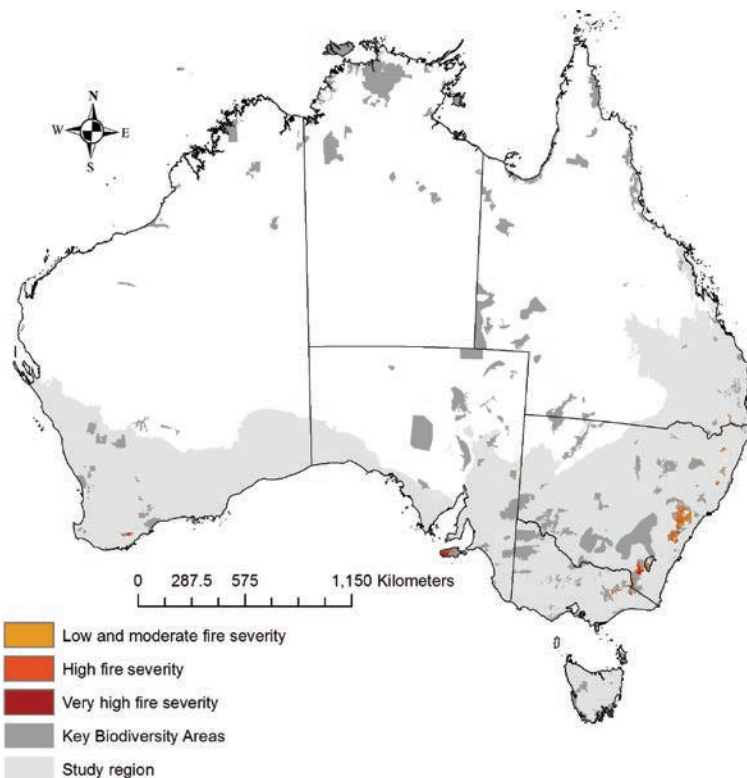 N
W E
S
0 287.5 575 1,150 Kilometers
Low and moderate fire severity
High fire severity
Very high fire severity
Key Biodiversity Areas
Study region